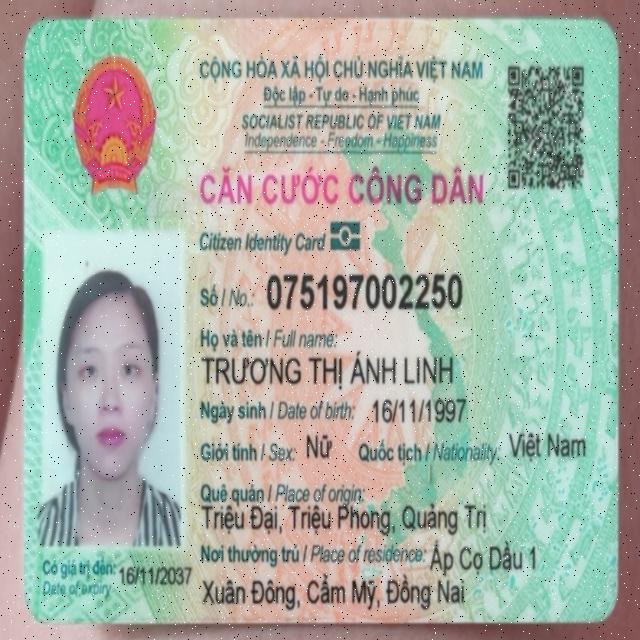 CỘNG HÒA XÃ HỘI CHỦ NGHĨA VIỆT NAM
Độc lập - Tự do - Hạnh phúc
SOCIALIST REPUBLIC OF VIET NAM
Independence - Freedom - Happiness
CĂN CƯỚC CÔNG DÂN
Citizen Identity Card
Số / No.: 075197002250
Họ và tên / Full name:
TRƯƠNG THỊ ÁNH LINH
Ngày sinh / Date of birth: 16/11/1997
Giới tính / Sex: Nữ Quốc tịch / Nationality: Việt Nam
Quê quán / Place of origin:
Triệu Đại, Triệu Phong, Quảng Trị
Nơi thường trú / Place of residence: Ấp Cọ Dầu 1
Xuân Đông, Cẩm Mỹ, Đồng Nai
Có giá trị đến: 16/11/2037
Date of expiry